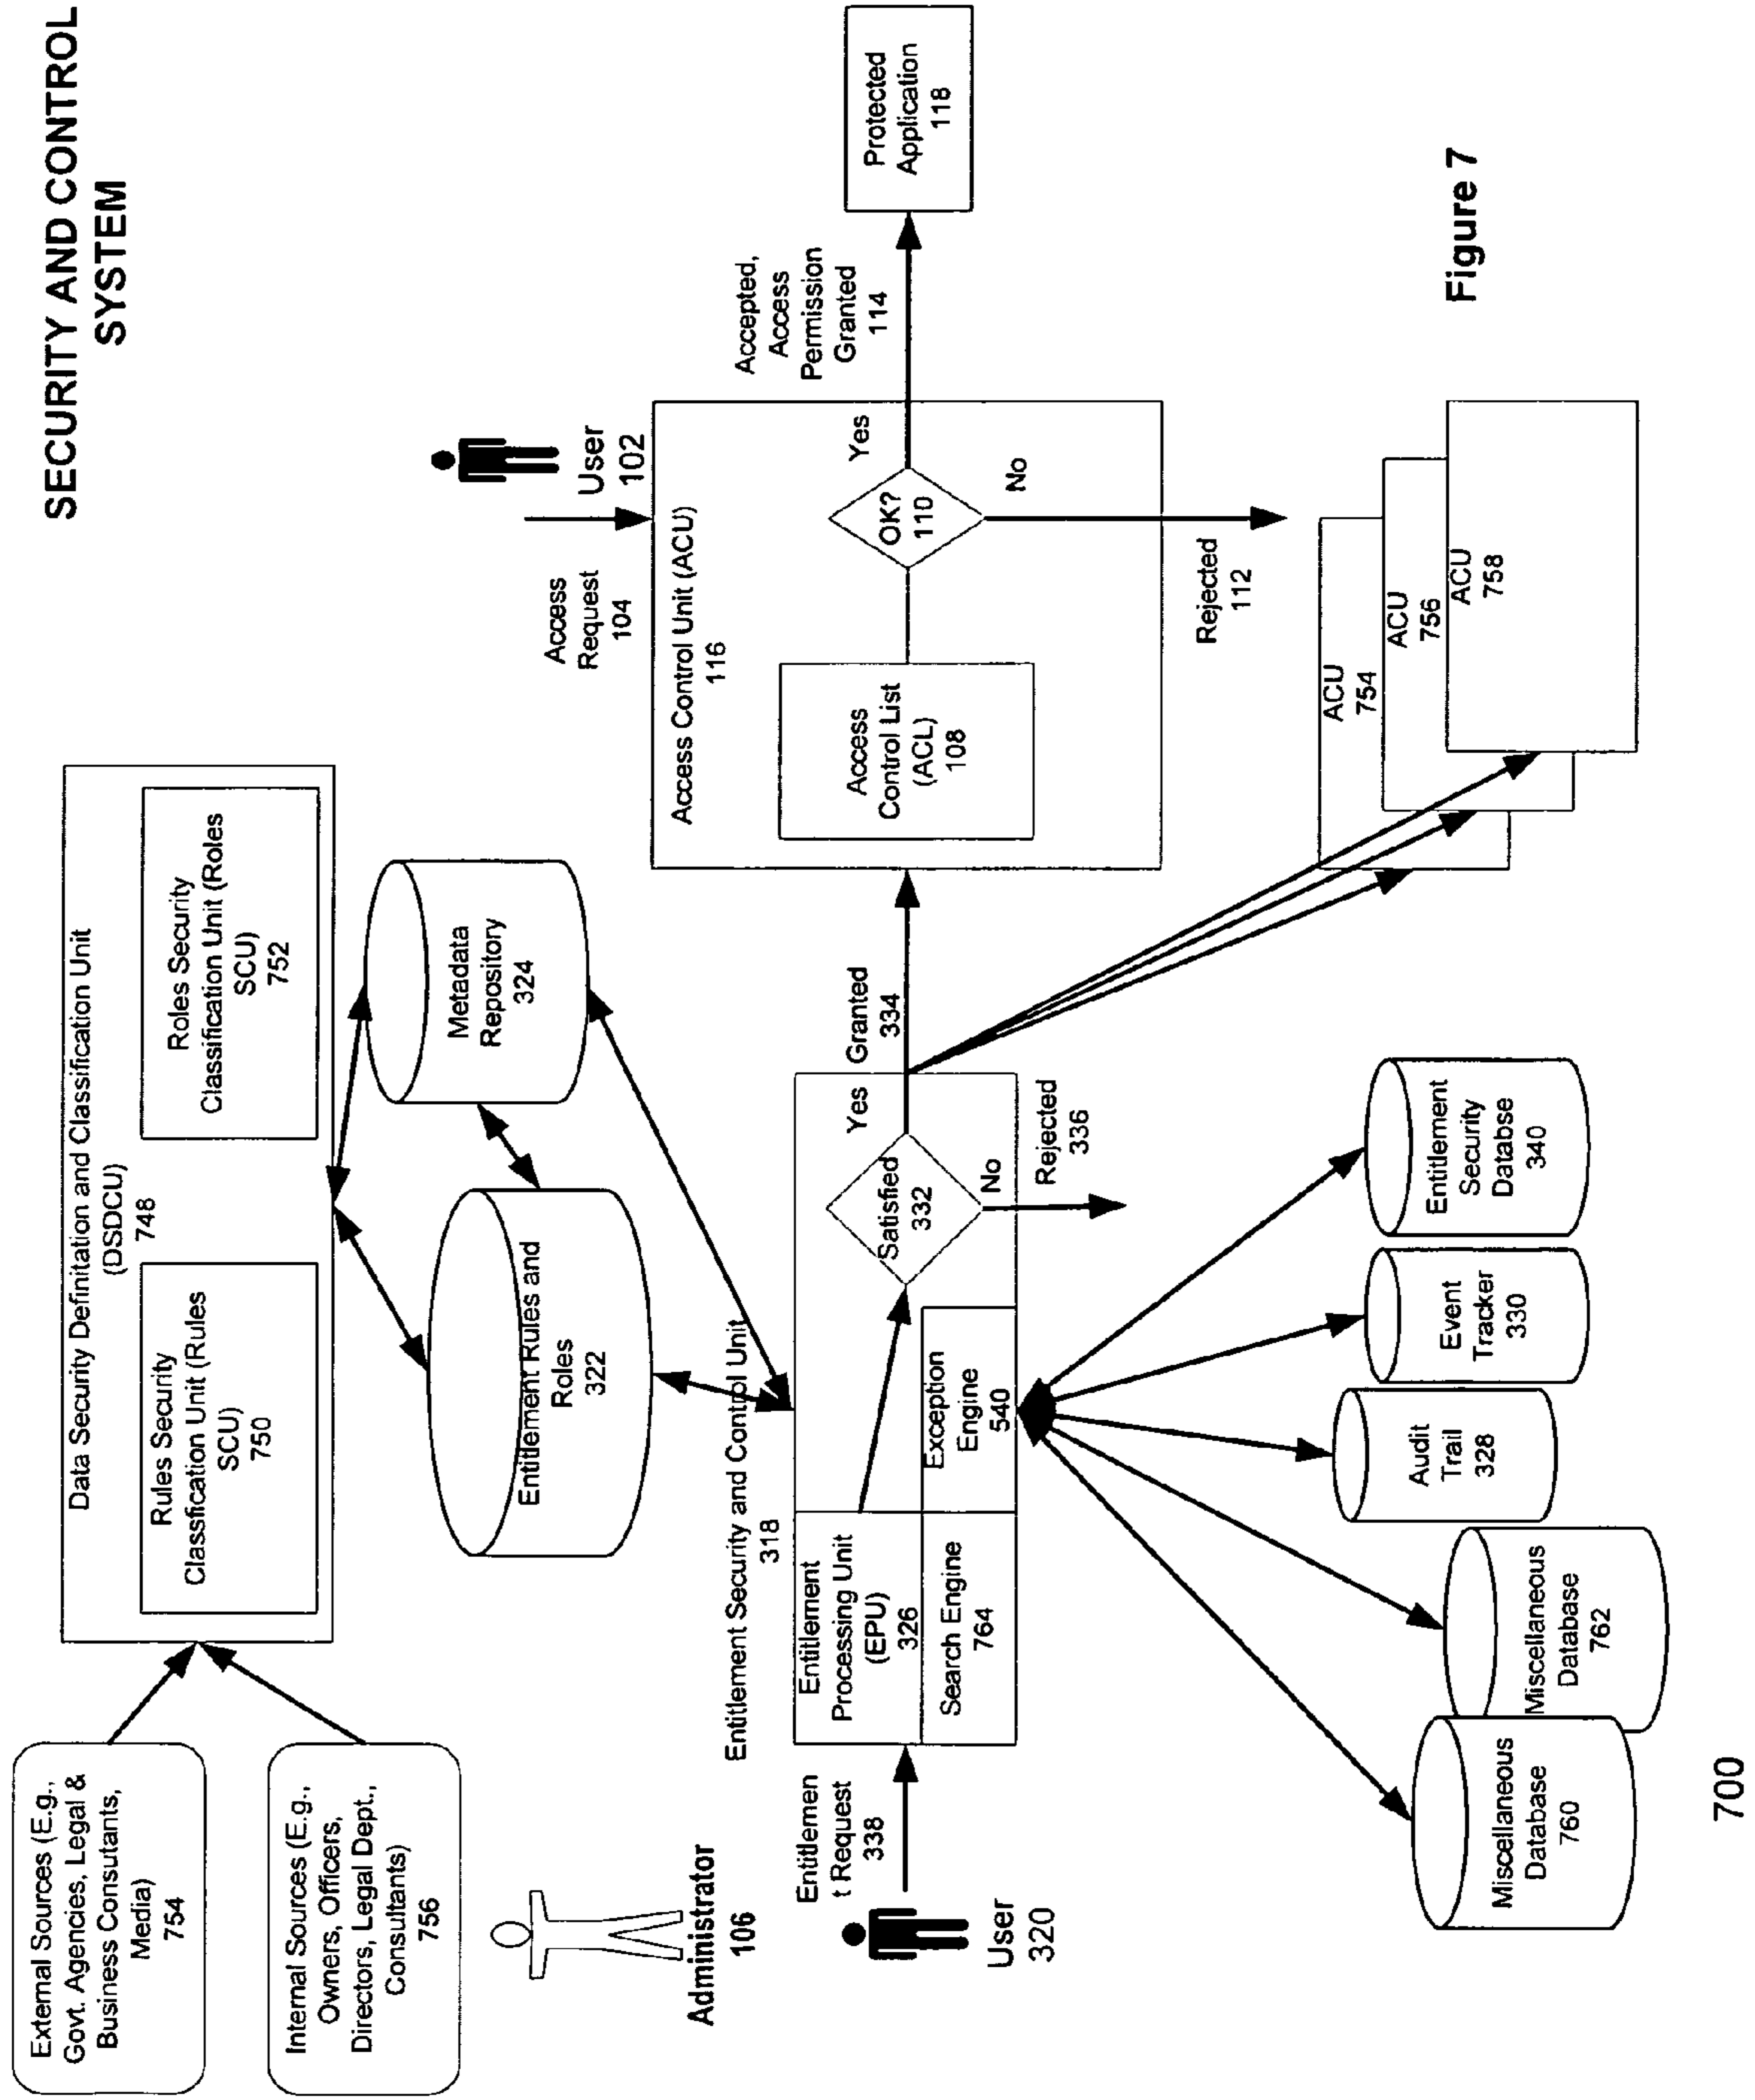 SECURITY AND CONTROL
SYSTEM
External Sources (E.g.,
Govt. Agencies, Legal &
Business Consutants,
Media)
754
Internal Sources (E.g.,
Owners, Officers,
Directors, Legal Dept.,
Consultants)
756
Data Security Definitation and Classification Unit
(DSDCU)
748
Rules Security
Classfication Unit (Rules
SCU)
750
Roles Security
Classification Unit (Roles
SCU)
752
Entitlement Rules and
Roles
322
Metadata
Repository
324
Administrator
106
User
102
Access
Request
104
Entitlement Security and Control Unit
318
Entitlemen
t Request
338
User
320
Entitlement
Processing Unit
(EPU)
326
Search Engine
764
Exception
Engine
540
Satisfied
332
Yes
No
Granted
334
Rejected
336
Access Control Unit (ACU)
116
Access
Control List
(ACL)
108
OK?
110
Yes
No
Accepted,
Access
Permission
Granted
114
Protected
Application
118
Rejected
112
ACU
754
ACU
756
ACU
758
Miscellaneous
Database
760
Miscellaneous
Database
762
Audit
Trail
328
Event
Tracker
330
Entitlement
Security
Databse
340
700
Figure 7